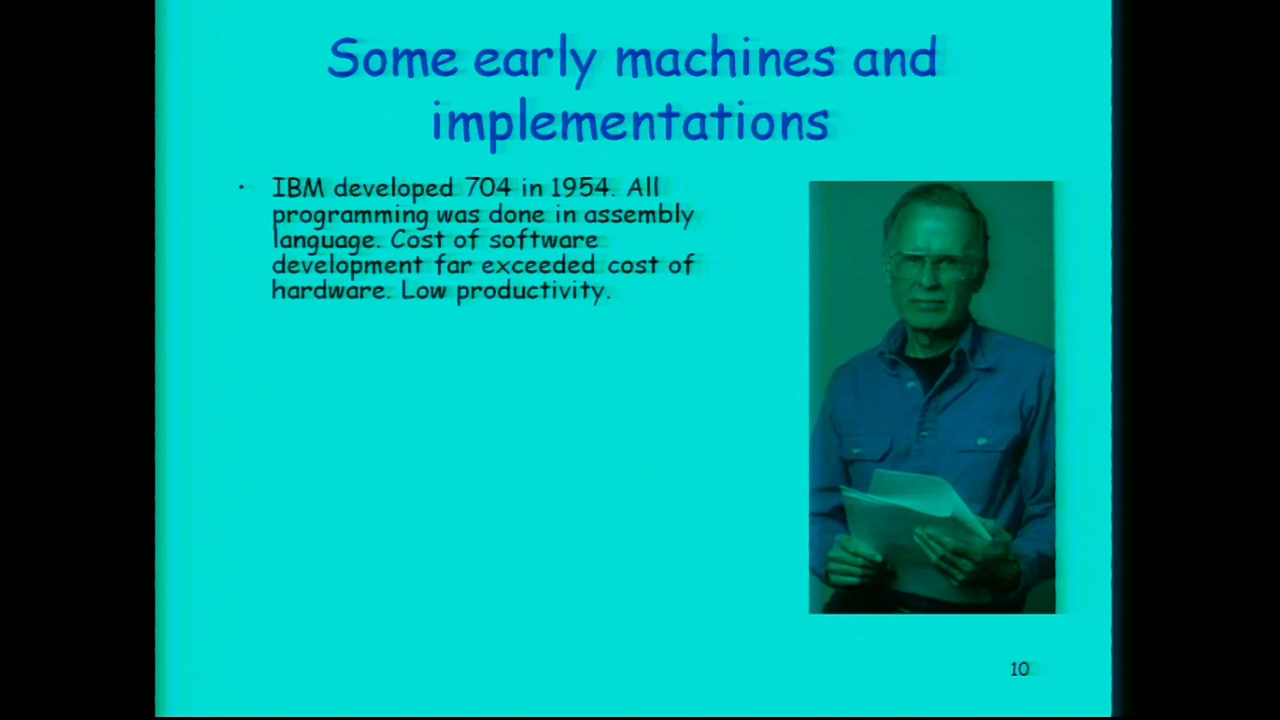 Some early machines and
implementations
· IBM developed 704 in 1954. All
programming was done in assembly
language. Cost of software
development far exceeded cost of
hardware. Low productivity.
10